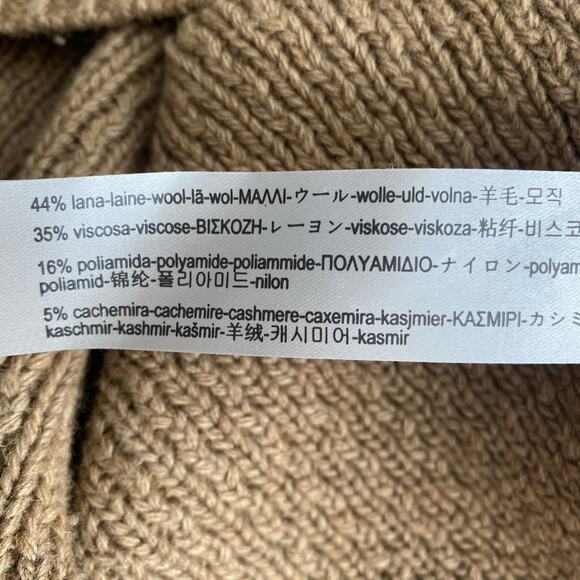 44% lana-laine-wool-lã-wol-ΜΑΛΛΙ-ウール-wolle-uld-volna-羊毛-모직
35% viscosa-viscose-ΒΙΣΚΟΖΗ-レーヨン-viskose-viskoza-粘纤-비스코
16% poliamida-polyamide-poliammide-ΠΟΛΥΑΜΙΔΙΟ-ナイロン-polyam
poliamid-锦纶-폴리아미드-nilon
5% cachemira-cachemire-cashmere-caxemira-kasjmier-ΚΑΣΜΙΡΙ-カシミ
kaschmir-kashmir-kašmir-羊绒-캐시미어-kasmir